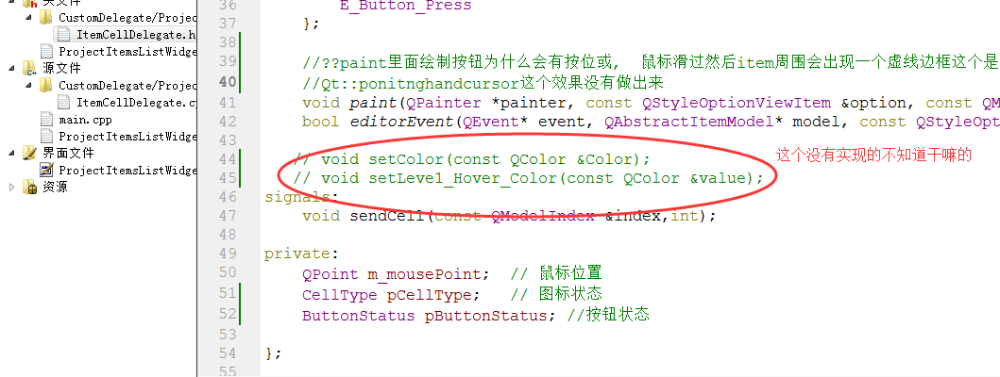 头文件
CustomDelegate/Projec
ItemCellDelegate.h
ProjectItemsListWidge
源文件
CustomDelegate/Projec
ItemCellDelegate.cp
main.cpp
ProjectItemsListWidge
界面文件
ProjectItemsListWidge
资源
36 E_Button_Press
37 };
38
39 //??paint里面绘制按钮为什么会有按位或, 鼠标滑过然后item周围会出现一个虚线边框这个是
40 //Qt::ponitnghandcursor这个效果没有做出来
41 void paint(QPainter *painter, const QStyleOptionViewItem &option, const QM
42 bool editorEvent(QEvent* event, QAbstractItemModel* model, const QStyleOpt
43
44 // void setColor(const QColor &Color);
这个没有实现的不知道干嘛的
45 // void setLeve1_Hover_Color(const QColor &value);
46 signals:
47 void sendCell(const QModelIndex &index,int);
48
49 private:
50 QPoint m_mousePoint; // 鼠标位置
51 CellType pCellType; // 图标状态
52 ButtonStatus pButtonStatus; //按钮状态
53
54 };
55